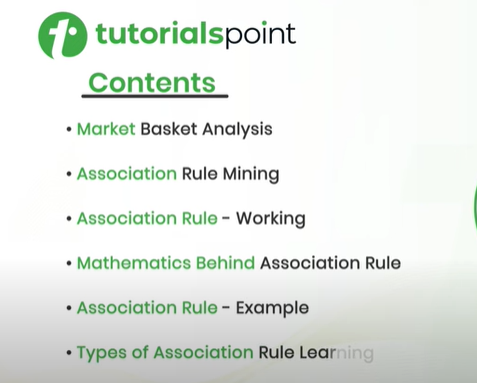 tutorialspoint
Contents
• Market Basket Analysis
• Association Rule Mining
• Association Rule - Working
• Mathematics Behind Association Rule
• Association Rule - Example
• Types of Association Rule Learning